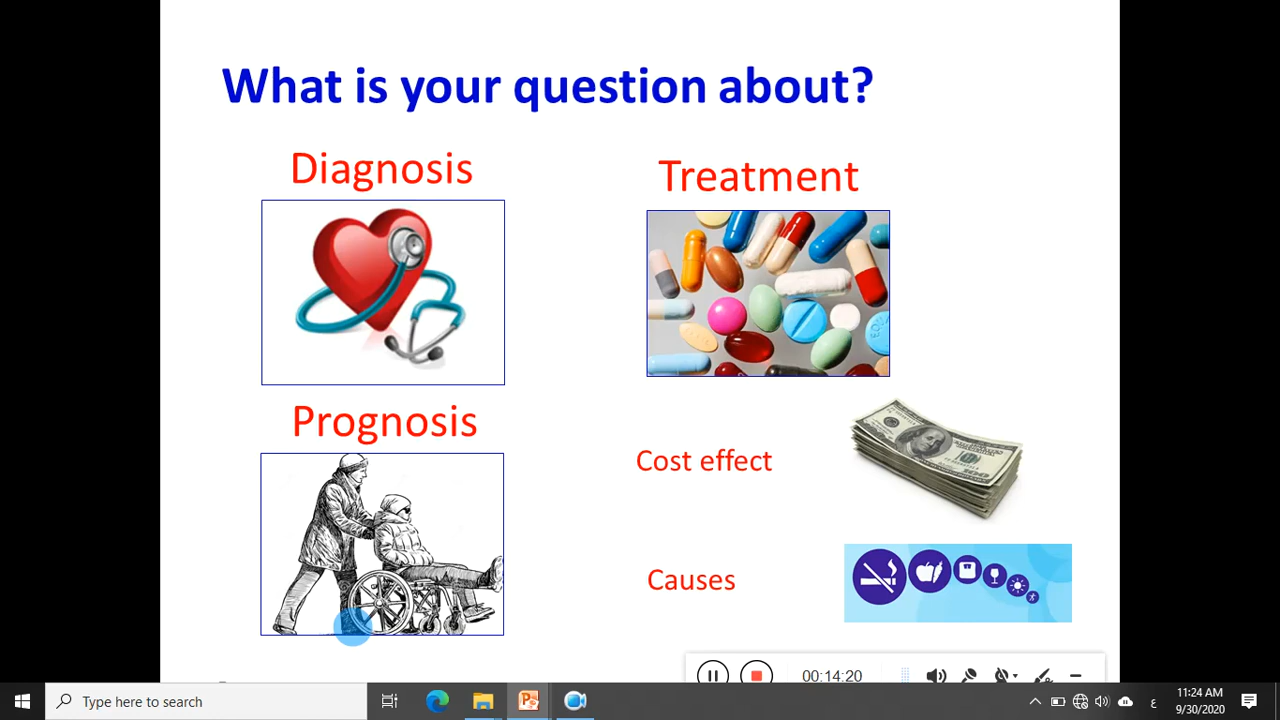 What is your question about?
Diagnosis
Treatment
Prognosis
Cost effect
Causes
00:14:20
Type here to search
ع
11:24 AM
9/30/2020